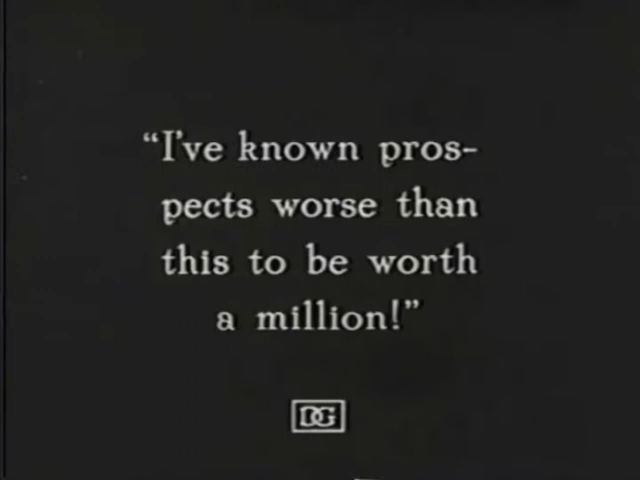 “I've known pros-
pects worse than
this to be worth
a million!”
DG